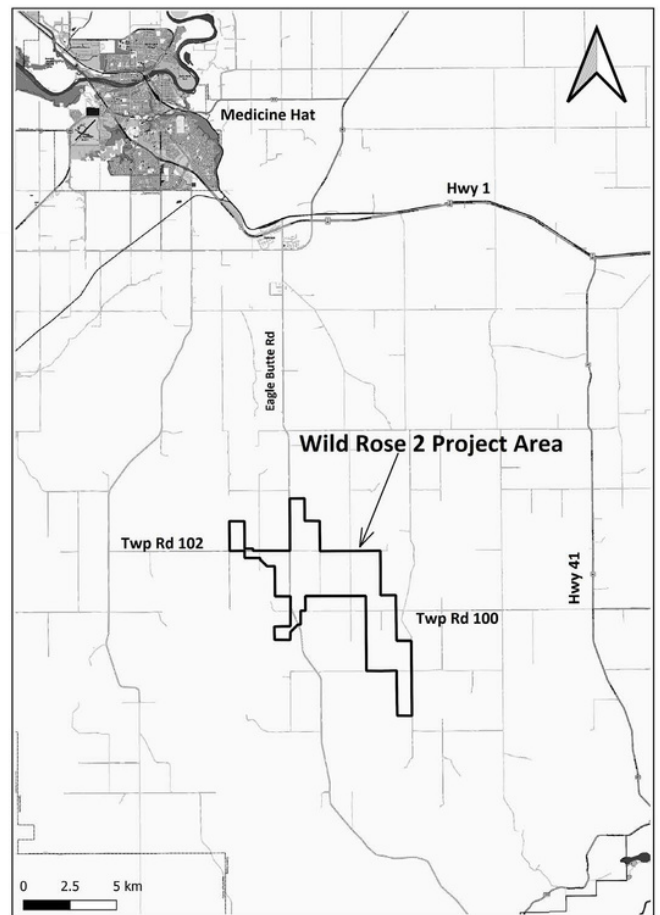 Medicine Hat
Hwy 1
Eagle Butte Rd
Wild Rose 2 Project Area
Twp Rd 102
Hwy 41
Twp Rd 100
0 2.5 5 km